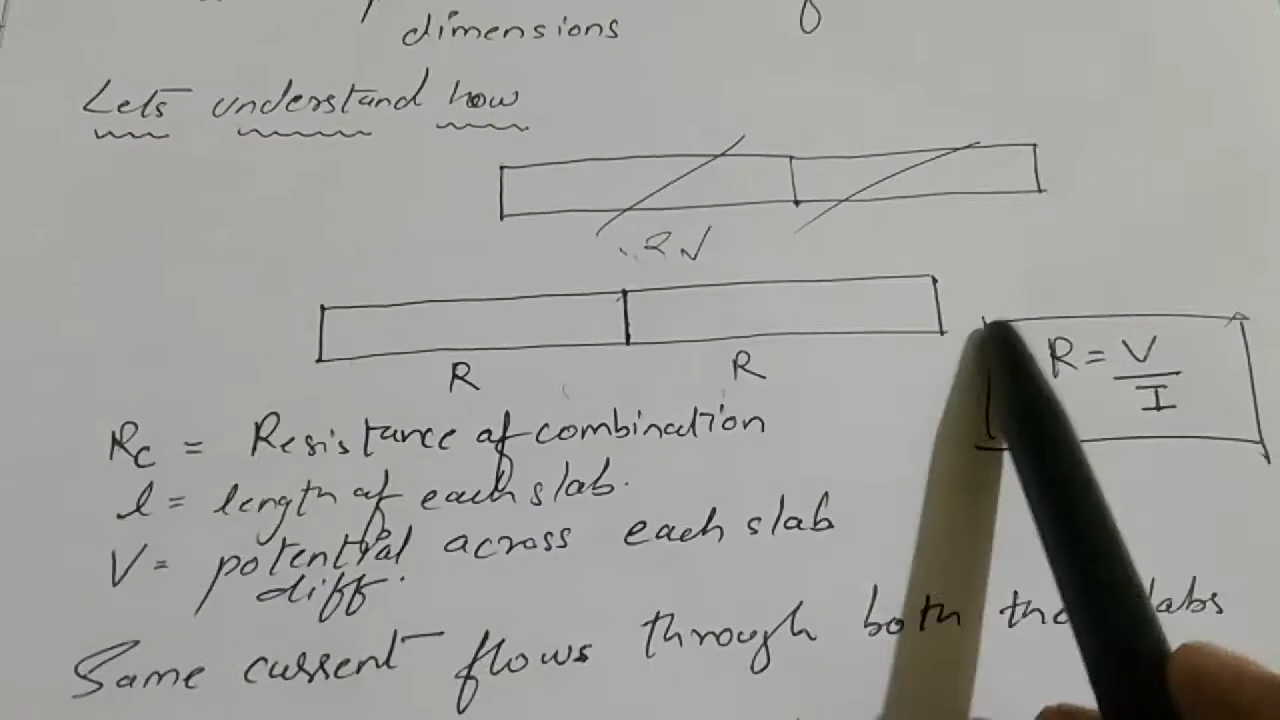 dimensions
Lets understand how
2V
R R
R = V
I
Rc = Resistance of combination
l = length of each slab.
V = potential across each slab
diff.
Same current flows through both the labs